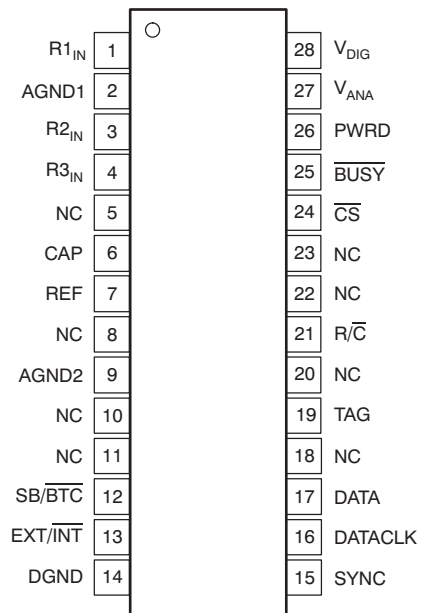 R1IN 1 28 VDIG
AGND1 2 27 VANA
R2IN 3 26 PWRD
R3IN 4 25 BUSY
NC 5 24 CS
CAP 6 23 NC
REF 7 22 NC
NC 8 21 R/C
AGND2 9 20 NC
NC 10 19 TAG
NC 11 18 NC
SB/BTC 12 17 DATA
EXT/INT 13 16 DATACLK
DGND 14 15 SYNC